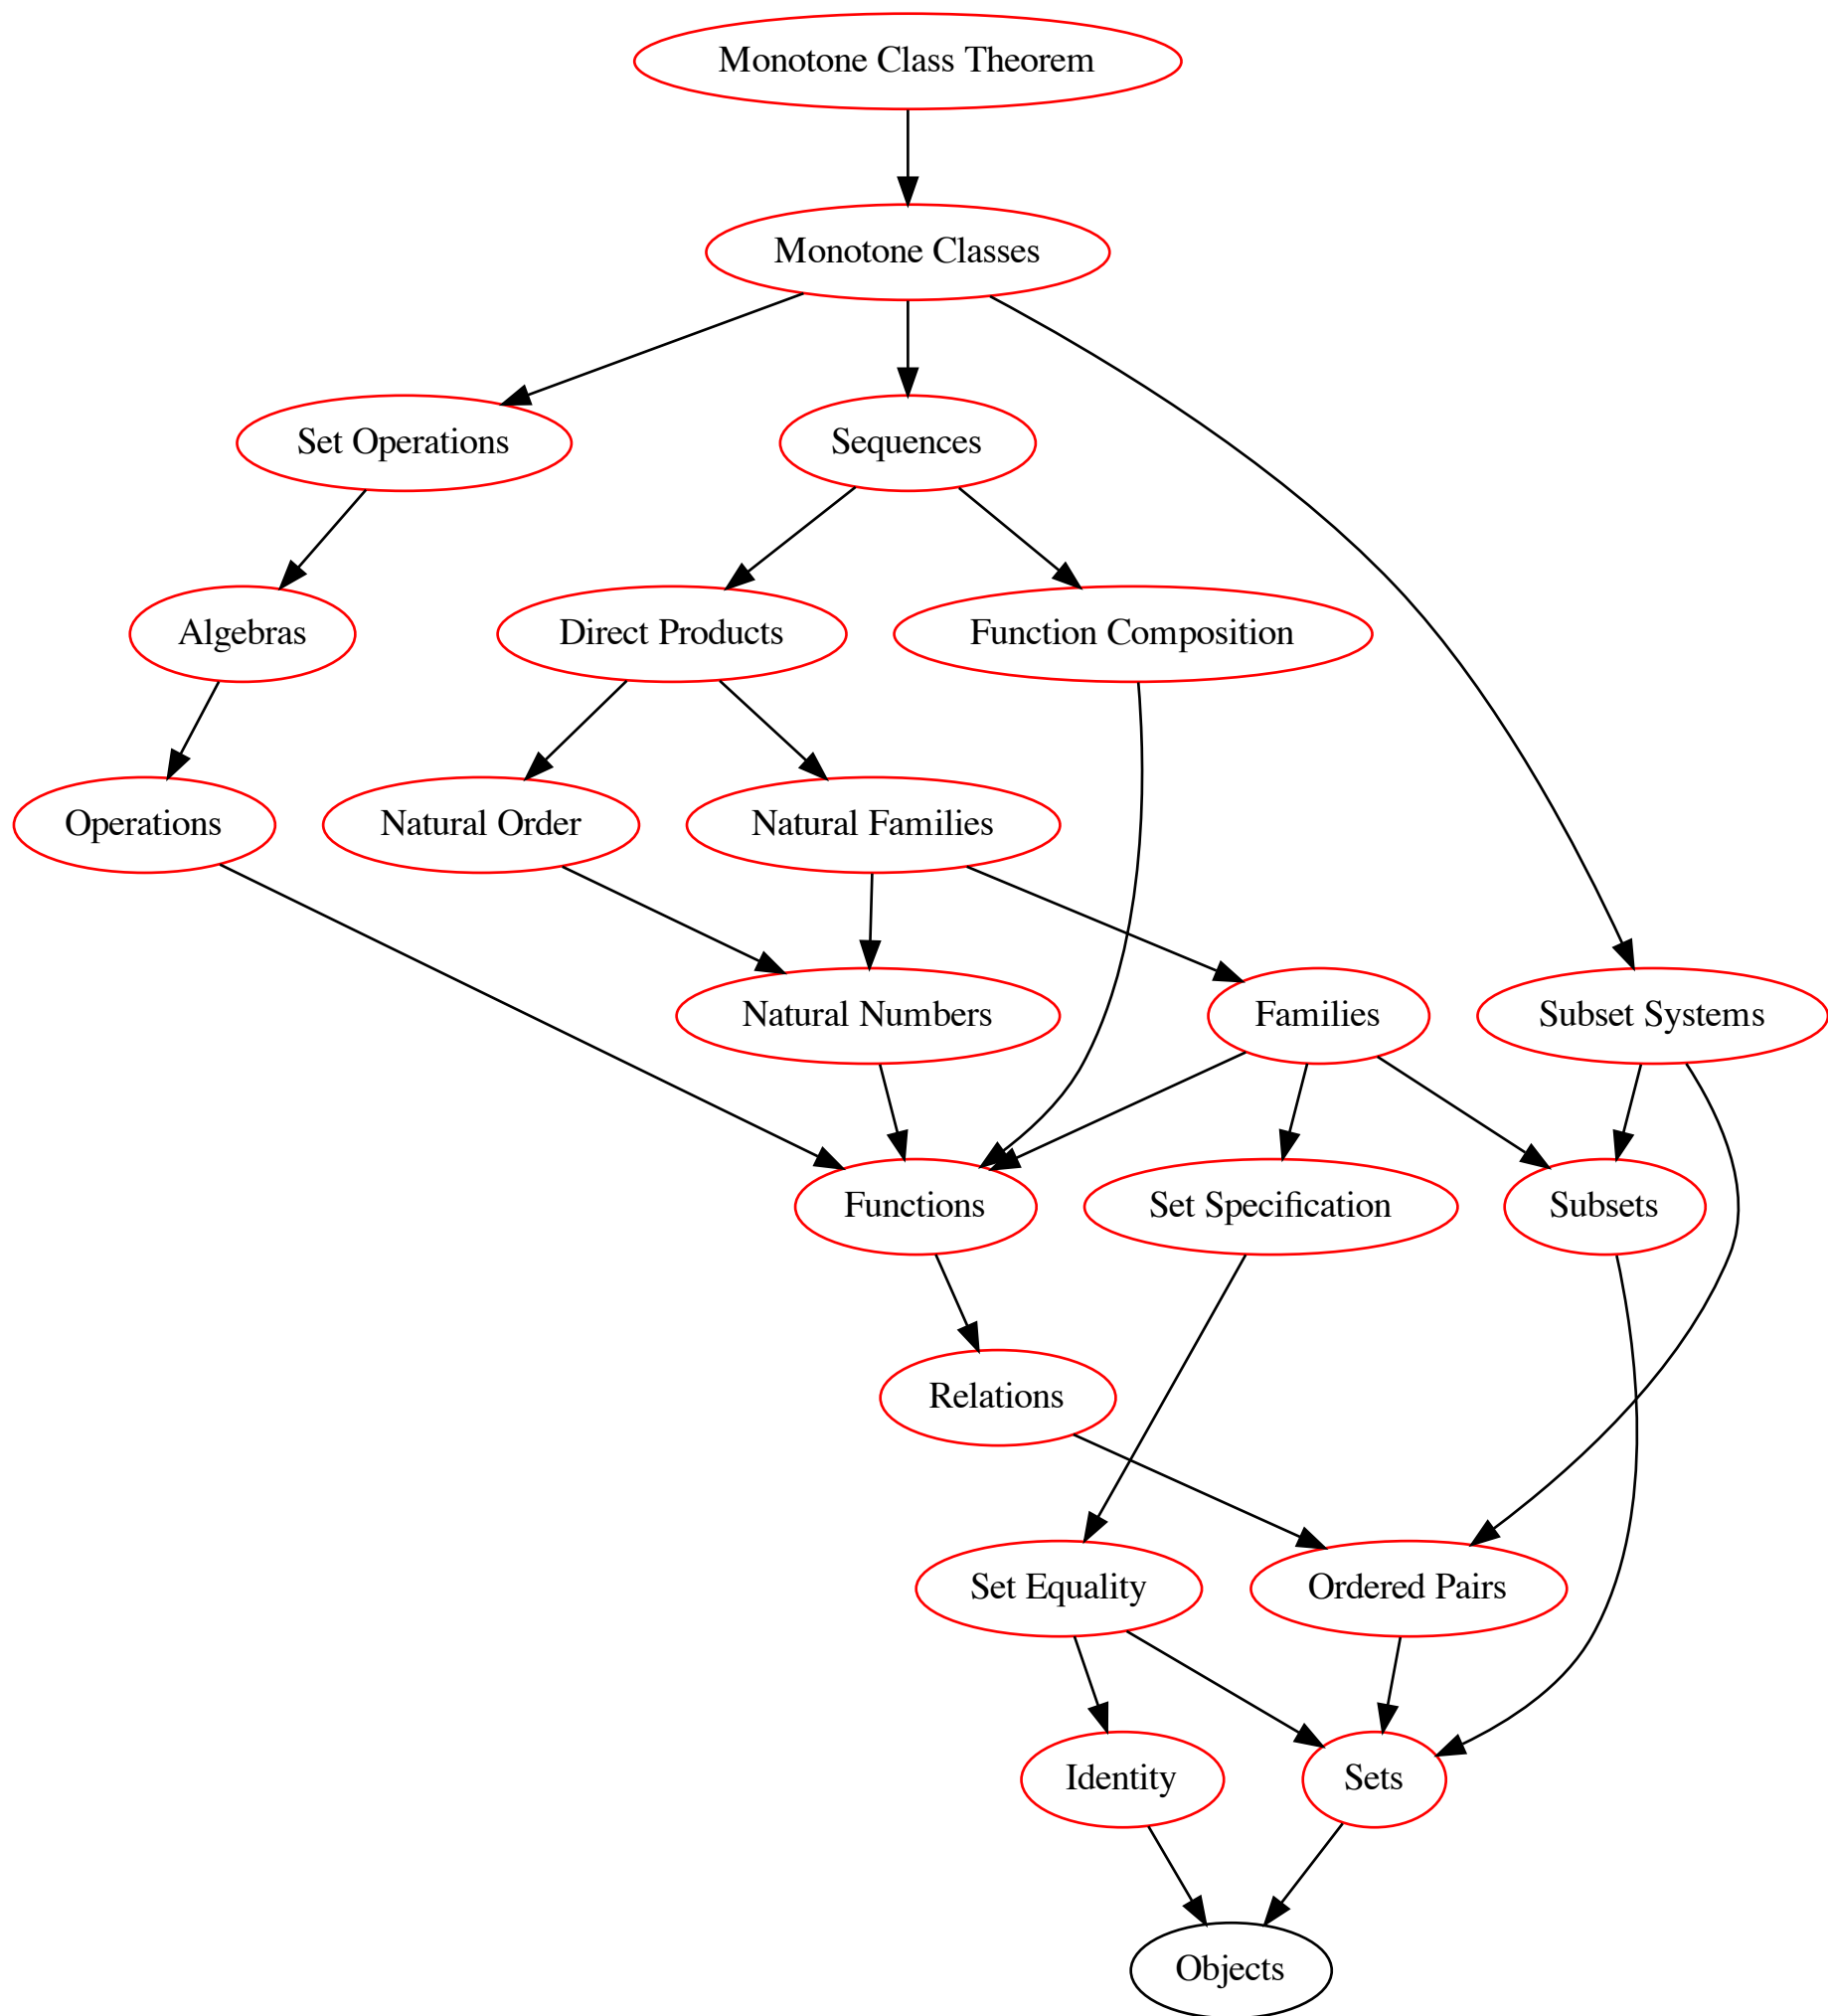 Monotone Class Theorem
Monotone Classes
Set Operations
Sequences
Algebras
Direct Products
Function Composition
Operations
Natural Order
Natural Families
Natural Numbers
Families
Subset Systems
Functions
Set Specification
Subsets
Relations
Set Equality
Ordered Pairs
Identity
Sets
Objects